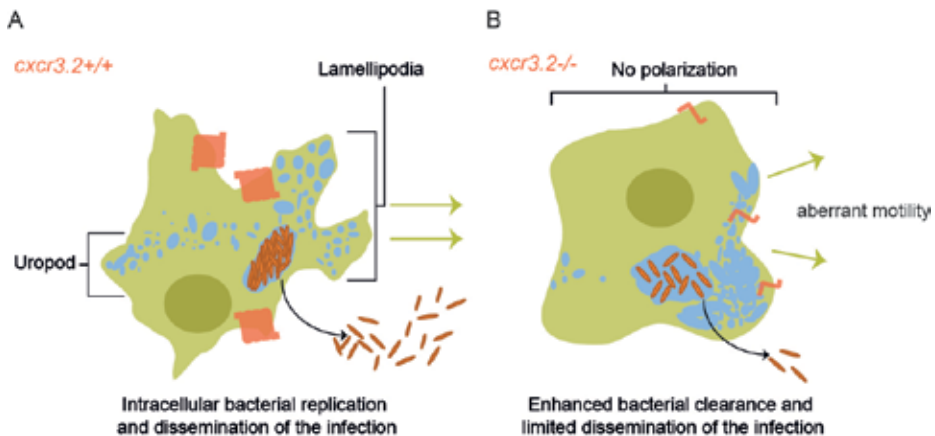 A
cxcr3.2+/+
Lamellipodia
Uropod
Intracellular bacterial replication
and dissemination of the infection
B
cxcr3.2-/-
No polarization
aberrant motility
Enhanced bacterial clearance and
limited dissemination of the infection